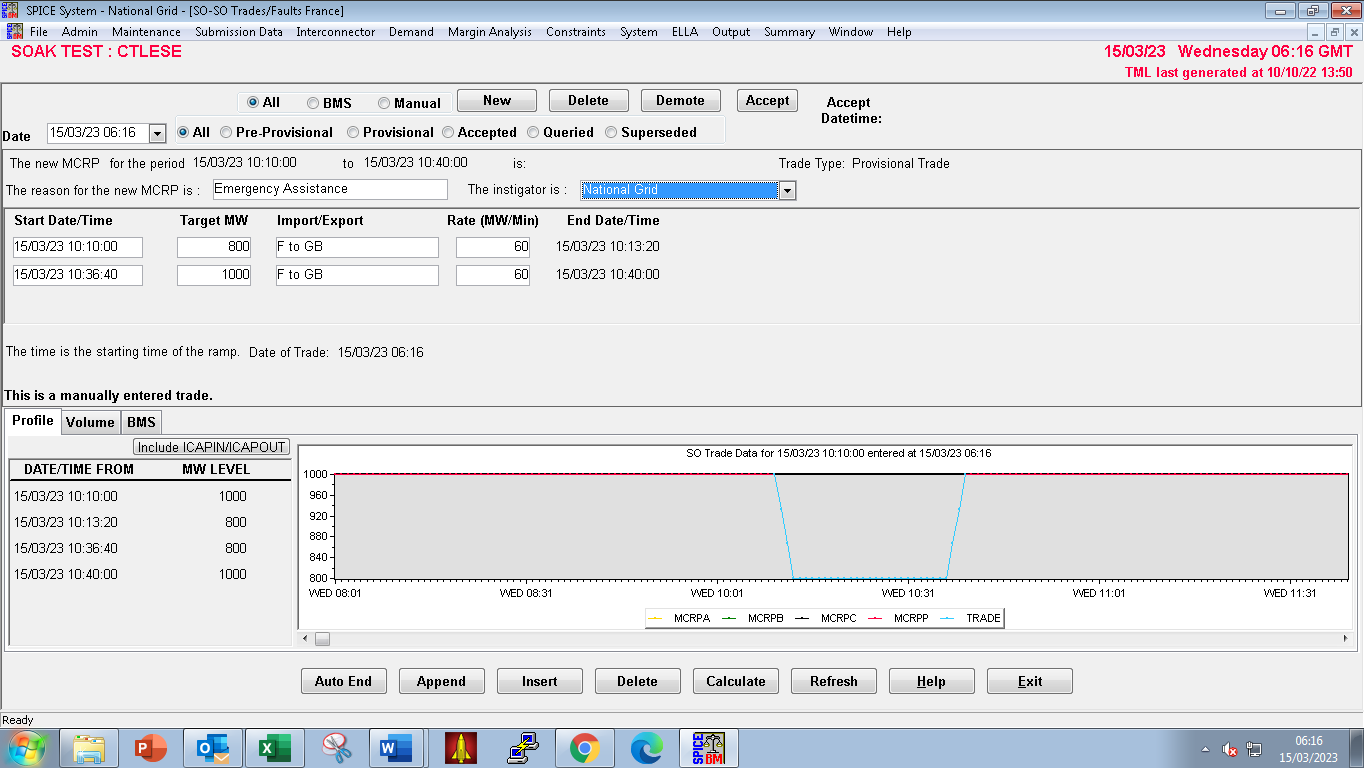 SPICE System - National Grid - [SO-SO Trades/Faults France]
File Admin Maintenance Submission Data Interconnector Demand Margin Analysis Constraints System ELLA Output Summary Window Help
SOAK TEST : CTLESE
15/03/23 Wednesday 06:16 GMT
TML last generated at 10/10/22 13:50
All BMS Manual New Delete Demote Accept
Accept Datetime:
Date 15/03/23 06:16 All Pre-Provisional Provisional Accepted Queried Superseded
The new MCRP for the period 15/03/23 10:10:00 to 15/03/23 10:40:00 is: Trade Type: Provisional Trade
The reason for the new MCRP is : Emergency Assistance The instigator is : National Grid
Start Date/Time Target MW Import/Export Rate (MW/Min) End Date/Time
15/03/23 10:10:00 800 F to GB 60 15/03/23 10:13:20
15/03/23 10:36:40 1000 F to GB 60 15/03/23 10:40:00
The time is the starting time of the ramp. Date of Trade: 15/03/23 06:16
This is a manually entered trade.
Profile Volume BMS
Include ICAPIN/ICAPOUT
DATE/TIME FROM MW LEVEL
15/03/23 10:10:00 1000
15/03/23 10:13:20 800
15/03/23 10:36:40 800
15/03/23 10:40:00 1000
SO Trade Data for 15/03/23 10:10:00 entered at 15/03/23 06:16
1000
960
920
880
840
800
WED 08:01 WED 08:31 WED 10:01 WED 10:31 WED 11:01 WED 11:31
MCRPA MCRPB MCRPC MCRPP TRADE
Auto End Append Insert Delete Calculate Refresh Help Exit
Ready
SPICE BMI
06:16
15/03/2023